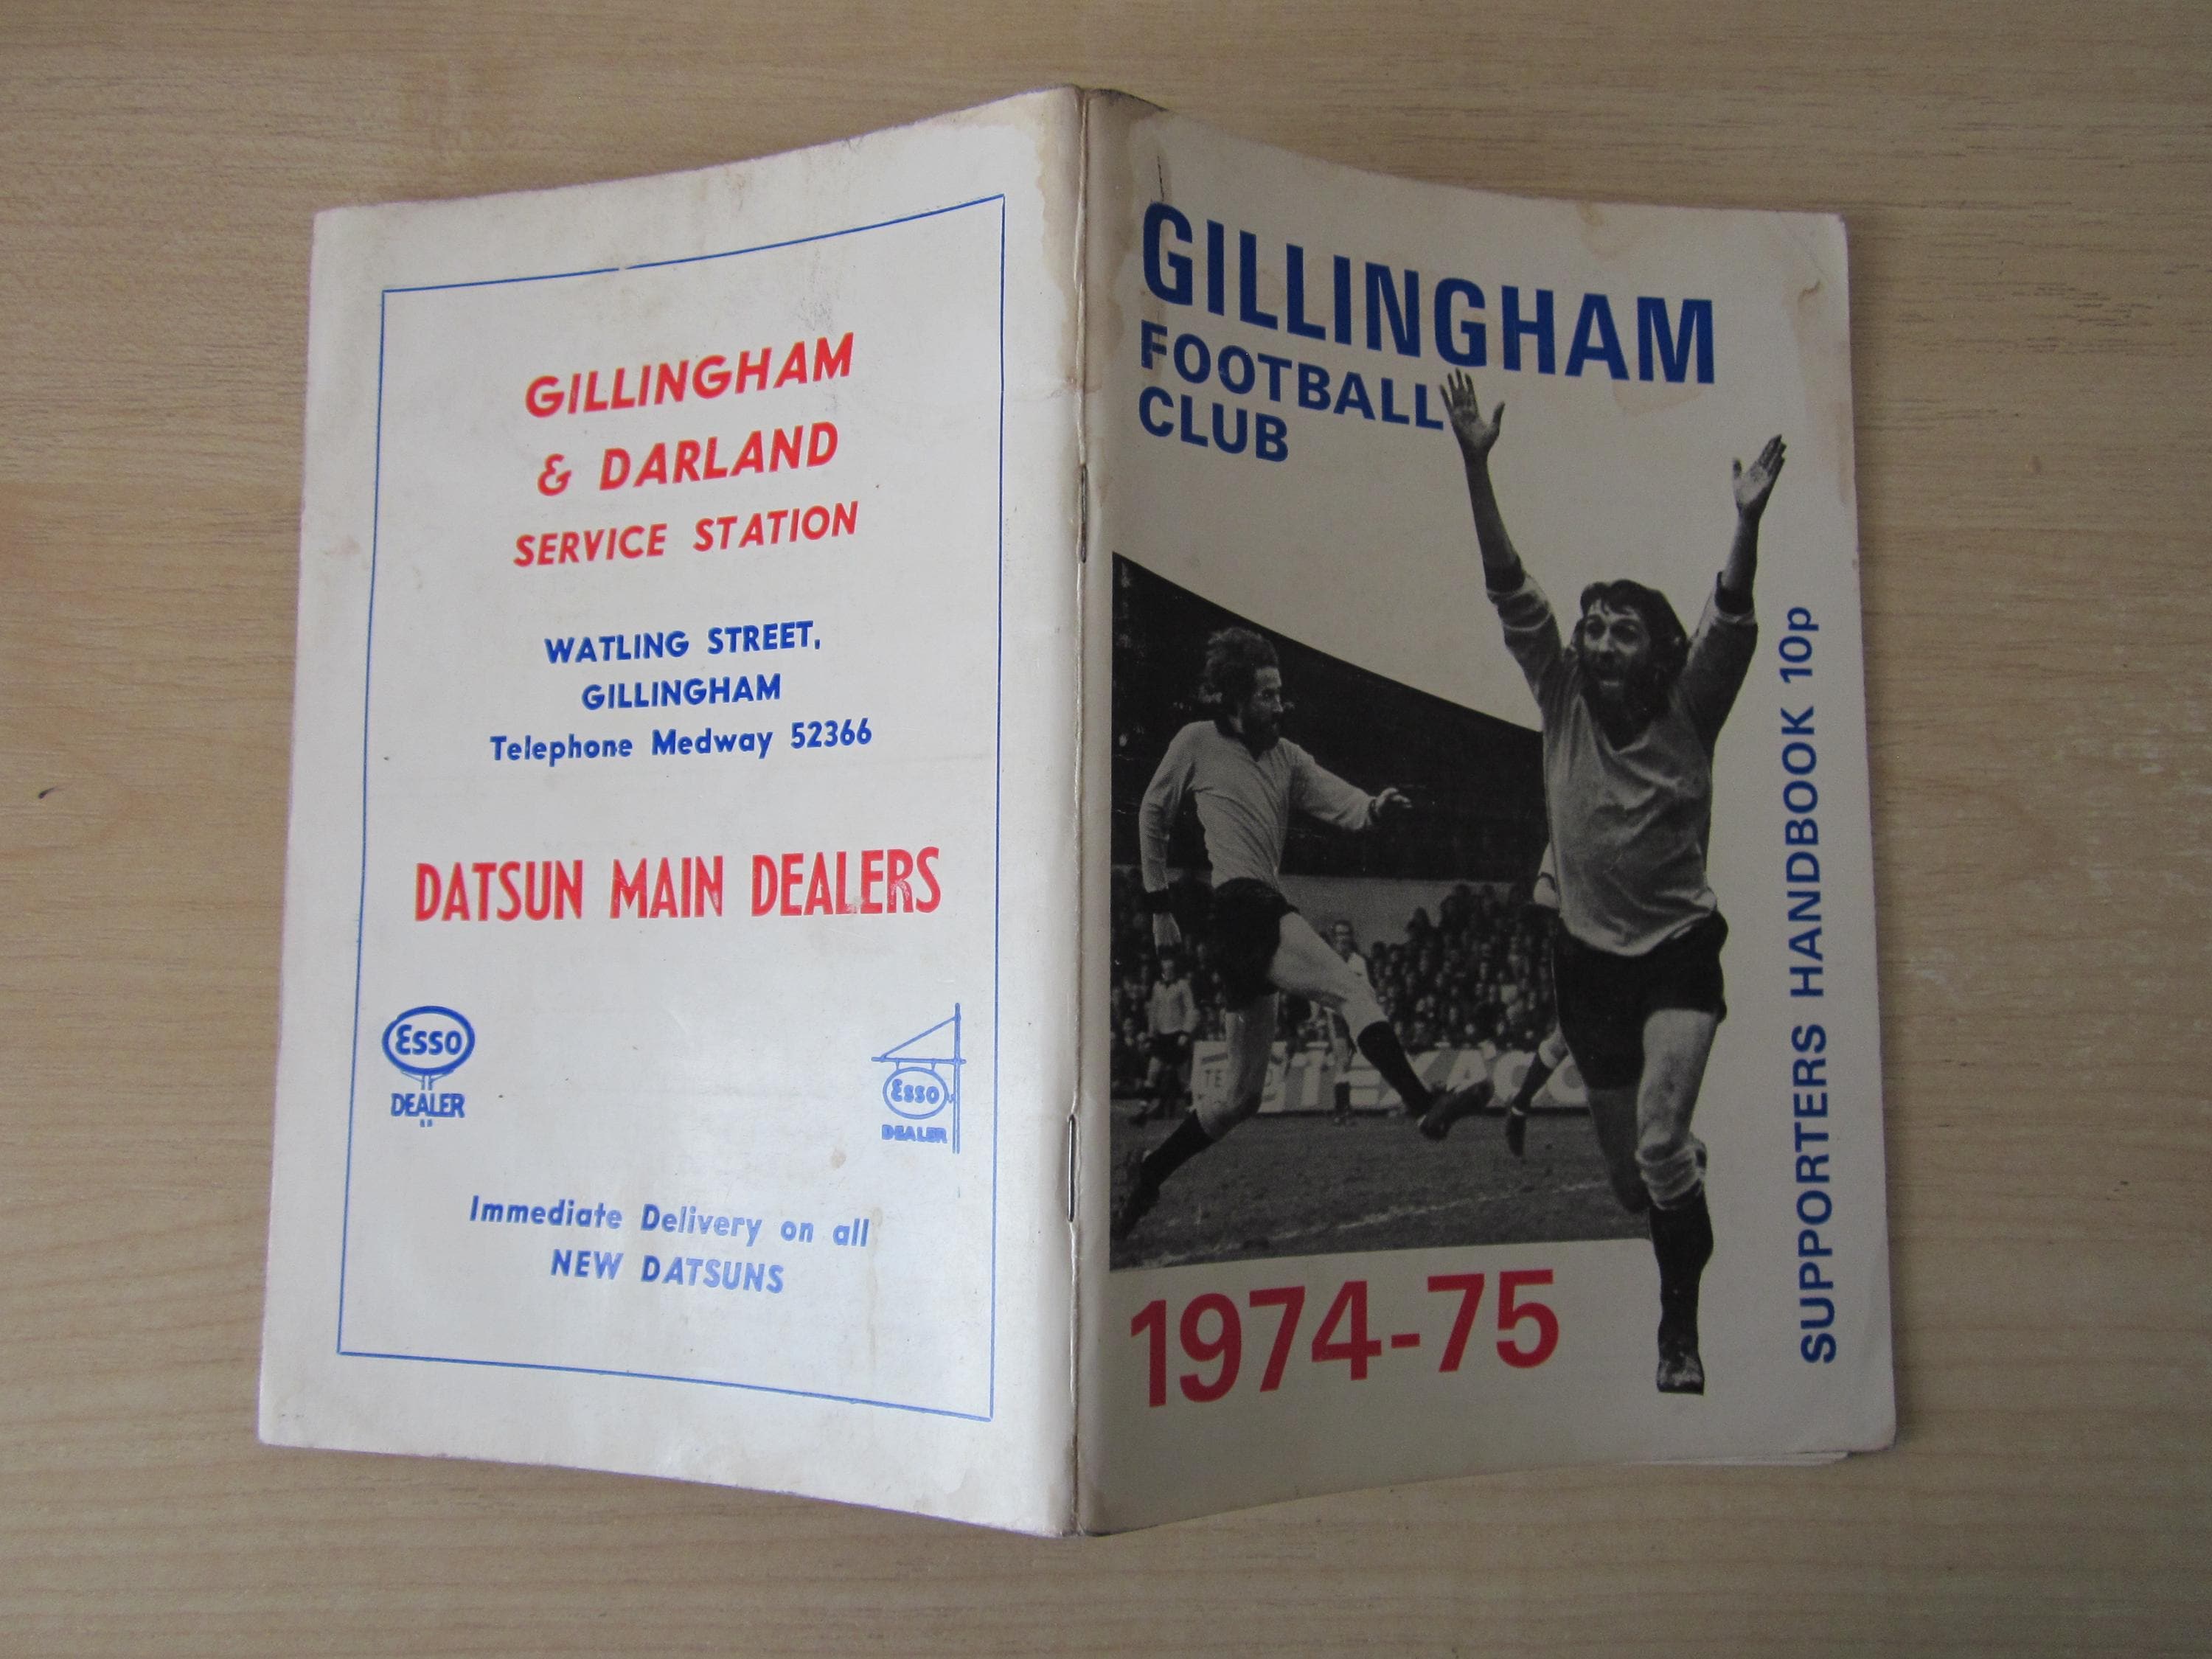 GILLINGHAM
& DARLAND
SERVICE STATION
WATLING STREET,
GILLINGHAM
Telephone Medway 52366
DATSUN MAIN DEALERS
Esso
DEALER
Esso
DEALER
Immediate Delivery on all
NEW DATSUNS
GILLINGHAM
FOOTBALL
CLUB
TEXACO
1974-75
SUPPORTERS HANDBOOK 10p